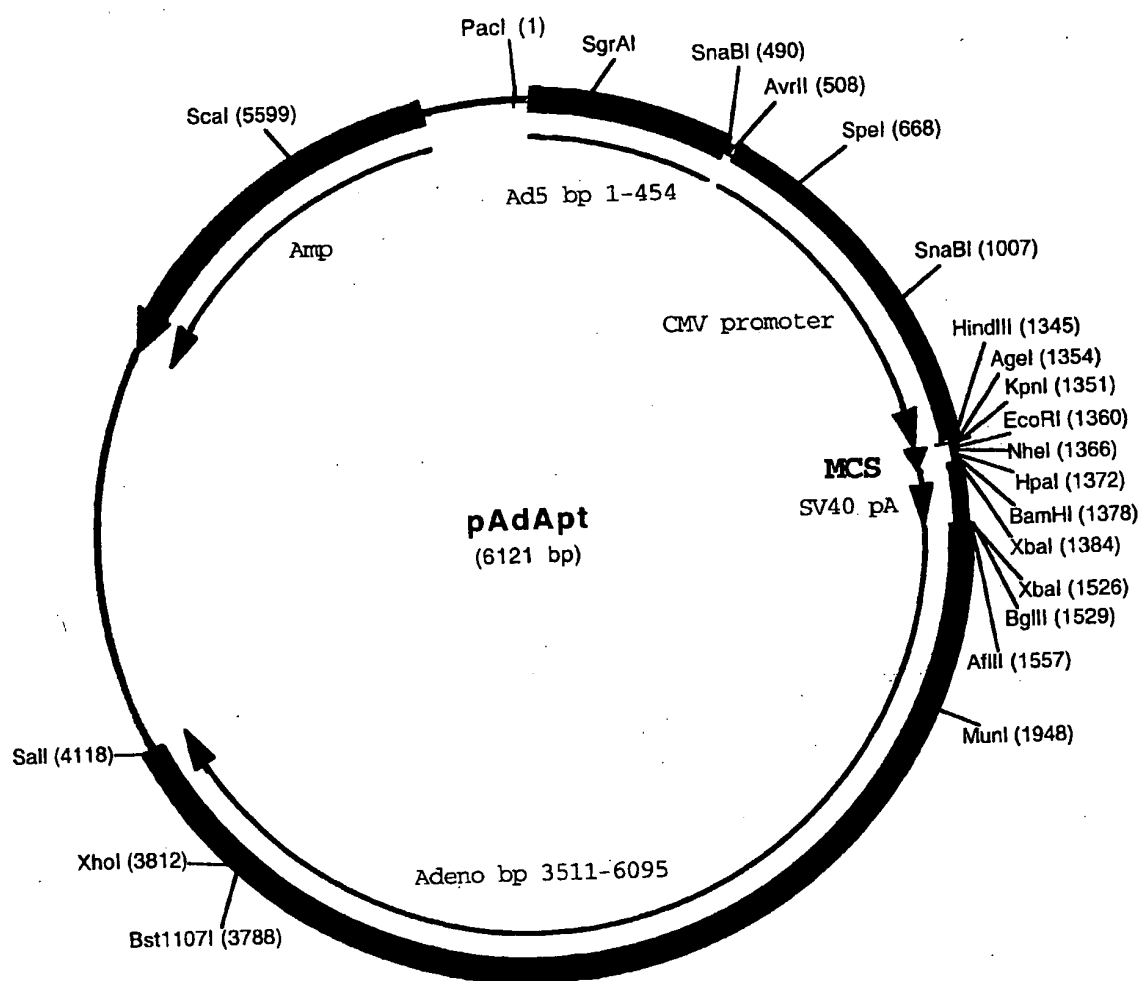 PacI (1)
SgrAI
SnaBI (490)
AvrII (508)
SpeI (668)
ScaI (5599)
Ad5 bp 1-454
Amp
SnaBI (1007)
CMV promoter
HindIII (1345)
AgeI (1354)
KpnI (1351)
EcoRI (1360)
NheI (1366)
HpaI (1372)
BamHI (1378)
XbaI (1384)
MCS
SV40 pA
pAdApt
(6121 bp)
XbaI (1526)
BglII (1529)
AflII (1557)
MunI (1948)
SalI (4118)
XhoI (3812)
Adeno bp 3511-6095
Bst1107I (3788)